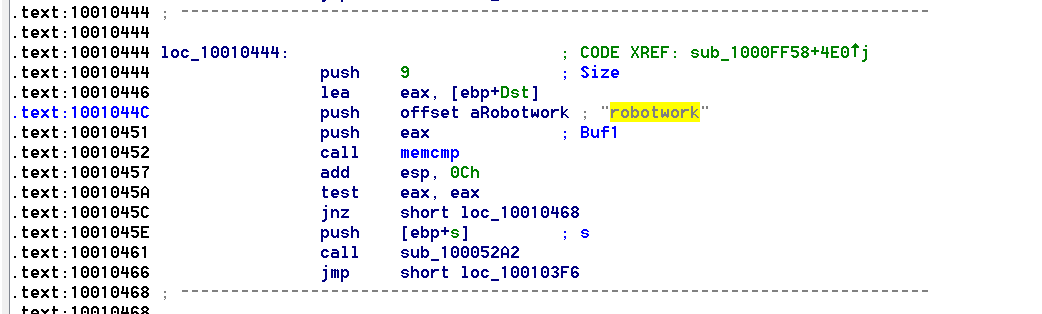 .text:10010444 ; ---------------------------------------------------------------------------
.text:10010444
.text:10010444 loc_10010444: ; CODE XREF: sub_1000FF58+4E0↑j
.text:10010444 push 9 ; Size
.text:10010446 lea eax, [ebp+Dst]
.text:1001044C push offset aRobotwork ; "robotwork"
.text:10010451 push eax ; Buf1
.text:10010452 call memcmp
.text:10010457 add esp, 0Ch
.text:1001045A test eax, eax
.text:1001045C jnz short loc_10010468
.text:1001045E push [ebp+s] ; s
.text:10010461 call sub_100052A2
.text:10010466 jmp short loc_100103F6
.text:10010468 ; ---------------------------------------------------------------------------
.text:10010468